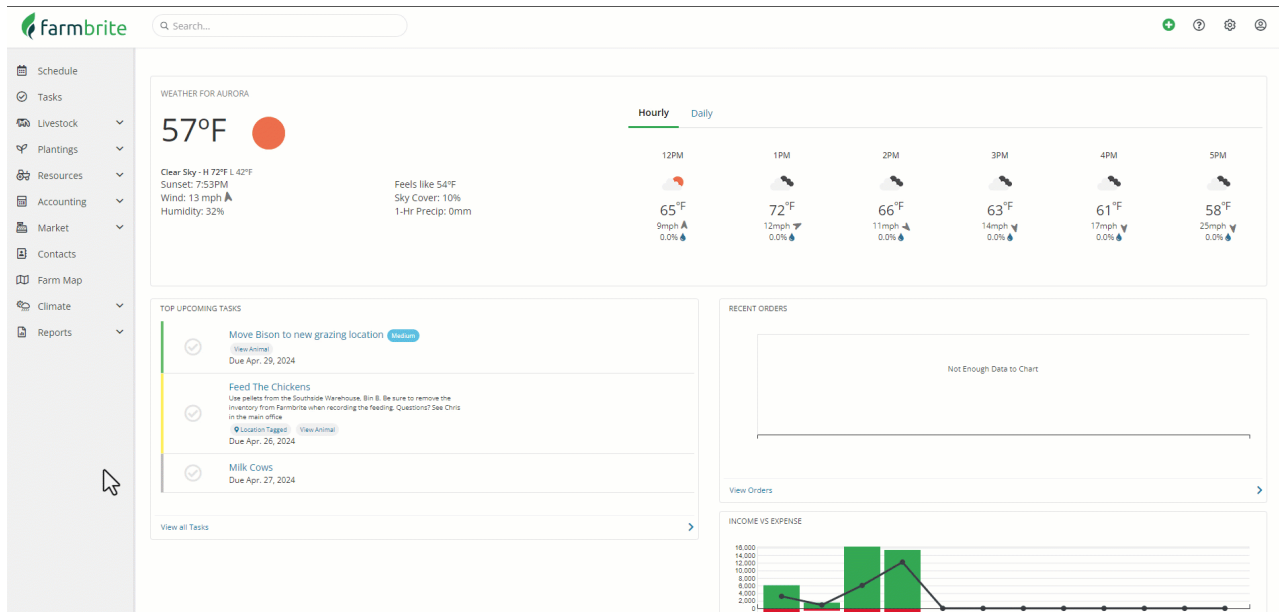 farmbrite
Search...
Schedule
Tasks
Livestock
Plantings
Resources
Accounting
Market
Contacts
Farm Map
Climate
Reports
WEATHER FOR AURORA
57ºF
Clear Sky - H 72ºF L 42ºF
Sunset: 7:53PM
Wind: 13 mph
Humidity: 32%
Feels like 54ºF
Sky Cover: 10%
1-Hr Precip: 0mm
Hourly Daily
12PM 1PM 2PM 3PM 4PM 5PM
65°F 72°F 66°F 63°F 61°F 58°F
9mph 12mph 11mph 14mph 17mph 25mph
0.0% 0.0% 0.0% 0.0% 0.0% 0.0%
TOP UPCOMING TASKS
Move Bison to new grazing location Medium
View Animal
Due Apr. 29, 2024
Feed The Chickens
Use pellets from the Southside Warehouse, Bin B. Be sure to remove the
inventory from Farmbrite when recording the feeding. Questions? See Chris
in the main office
Location Tagged View Animal
Due Apr. 26, 2024
Milk Cows
Due Apr. 27, 2024
View all Tasks
RECENT ORDERS
Not Enough Data to Chart
View Orders
INCOME VS EXPENSE
16,000
14,000
12,000
10,000
8,000
6,000
4,000
2,000
0